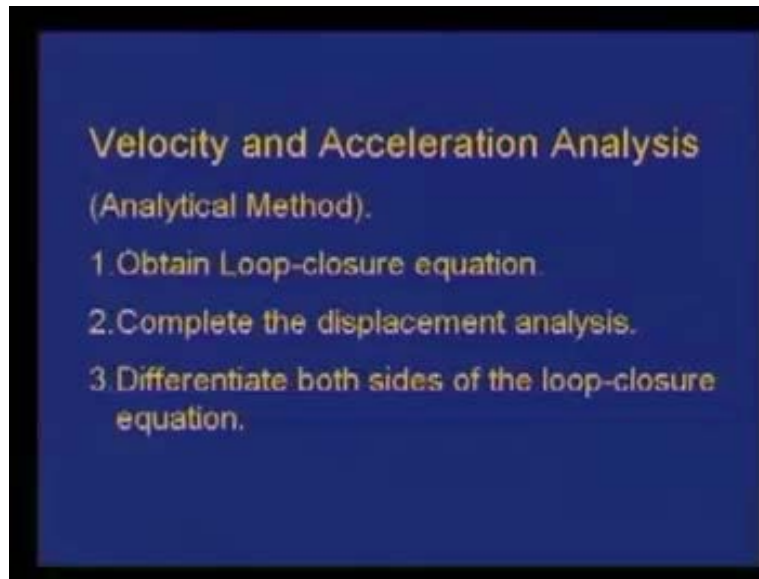 Velocity and Acceleration Analysis
(Analytical Method).
1.Obtain Loop-closure equation.
2.Complete the displacement analysis.
3.Differentiate both sides of the loop-closure
equation.